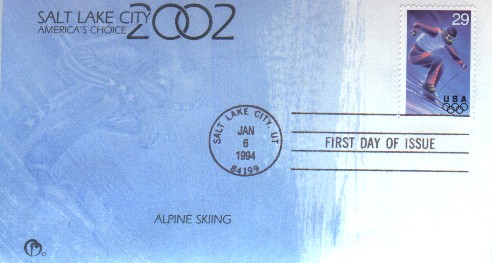 SALT LAKE CITY
AMERICA'S CHOICE
2002
29
USA
SALT LAKE CITY, UT
JAN
6
1994
84199
FIRST DAY OF ISSUE
ALPINE SKIING